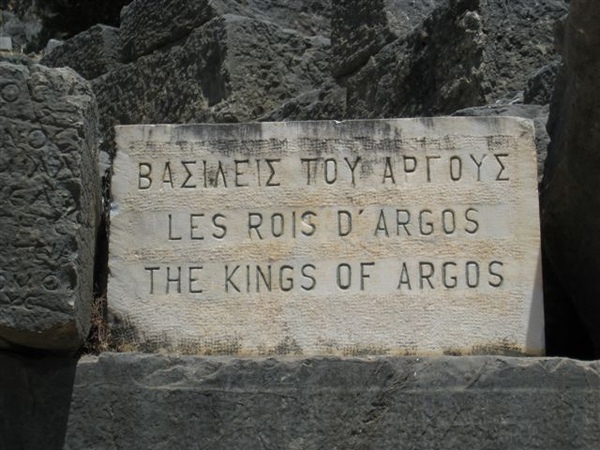 ΒΑΣΙΛΕΙΣ ΤΟΥ ΑΡΓΟΥΣ
LES ROIS D'ARGOS
THE KINGS OF ARGOS